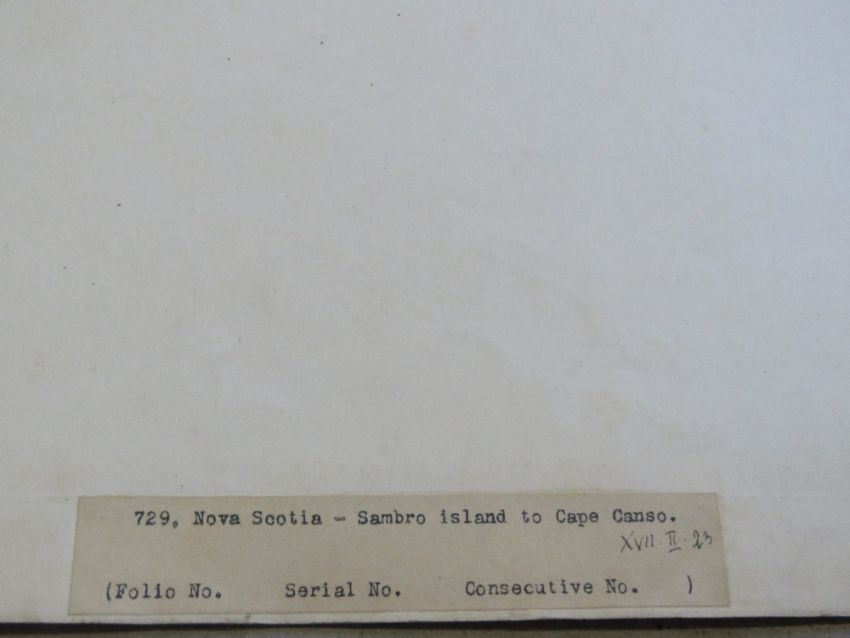 729, Nova Scotia - Sambro island to Cape Canso.
XVII. II. 23
(Folio No. Serial No. Consecutive No. )